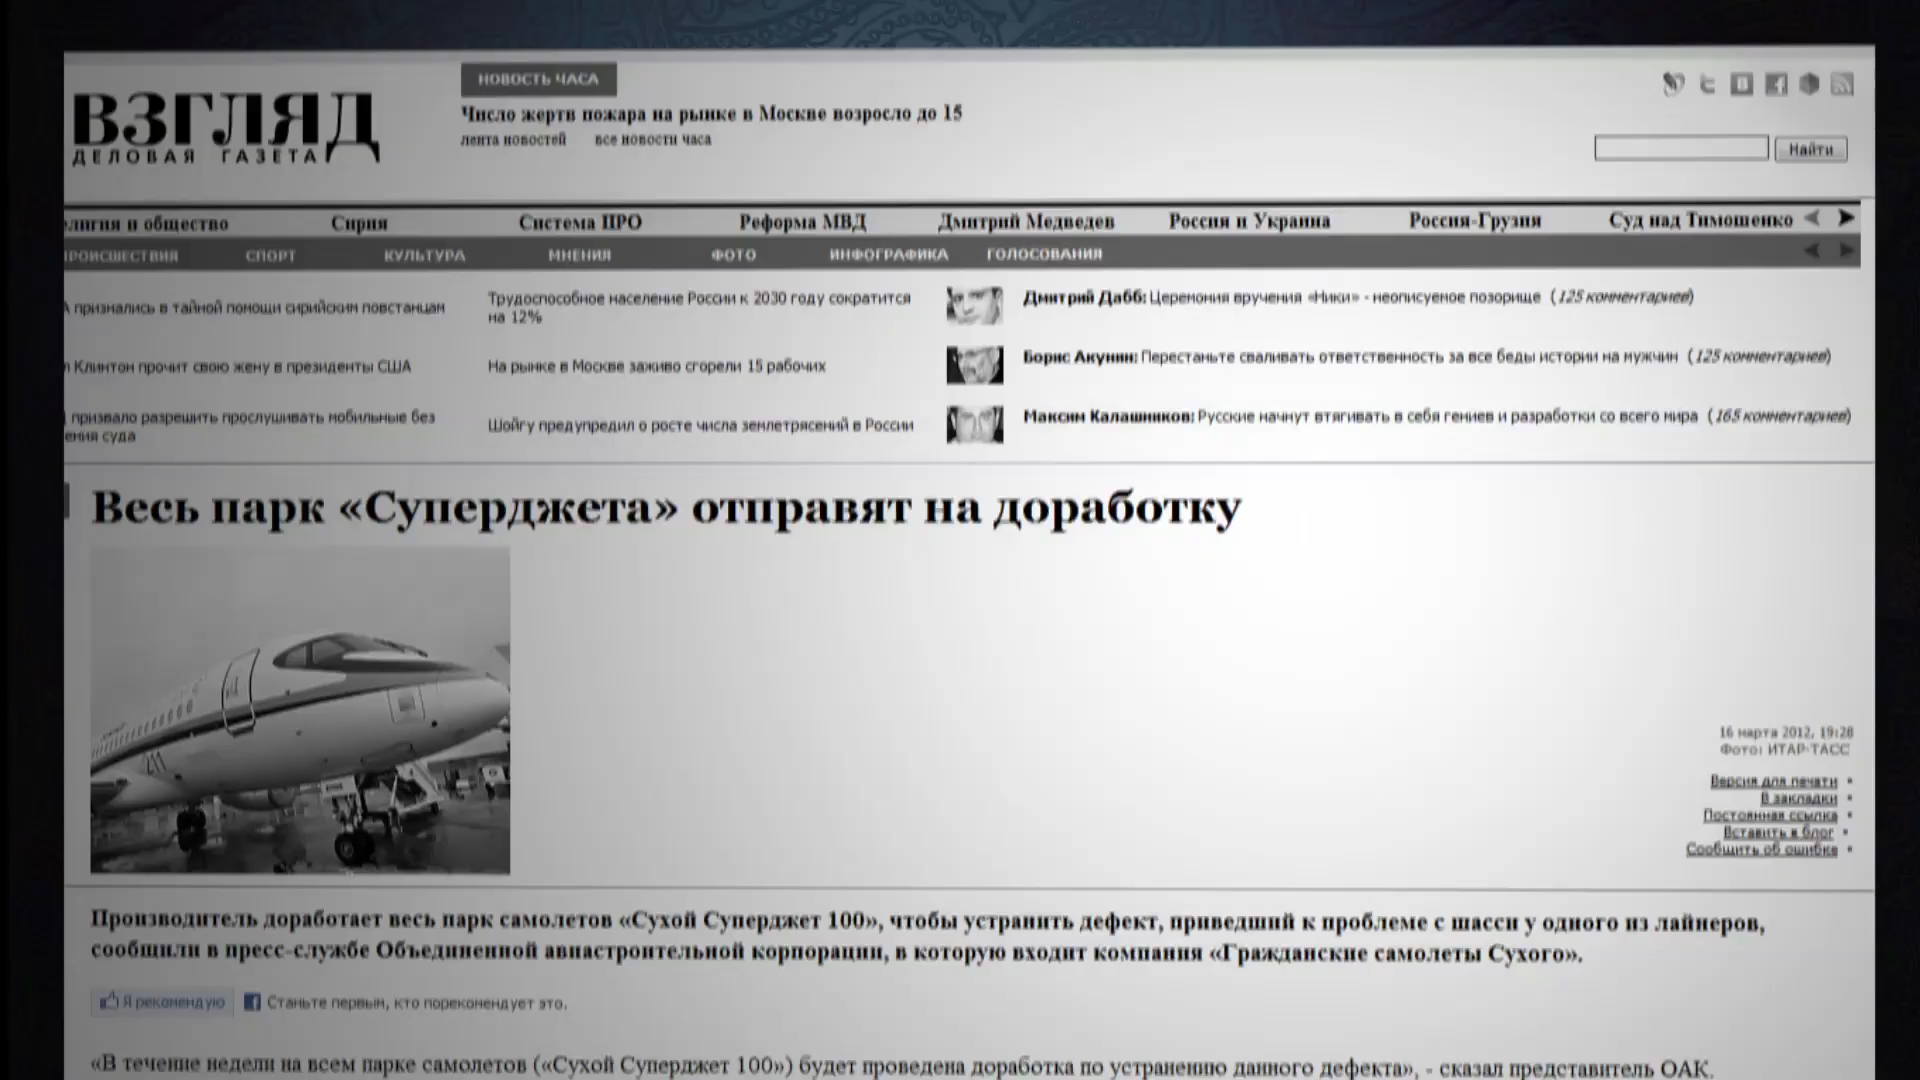 ВЗГЛЯД
ДЕЛОВАЯ ГАЗЕТА
НОВОСТЬ ЧАСА
Число жертв пожара на рынке в Москве возросло до 15
лента новостей все новости часа
Найти
лигия и общество Сирия Система ПРО Реформа МВД Дмитрий Медведев Россия и Украина Россия-Грузия Суд над Тимошенко
РОИСШЕСТВИЯ СПОРТ КУЛЬТУРА МНЕНИЯ ФОТО ИНФОГРАФИКА ГОЛОСОВАНИЯ
А признались в тайной помощи сирийским повстанцам
л Клинтон прочит свою жену в президенты США
призвало разрешить прослушивать мобильные без
ения суда
Трудоспособное население России к 2030 году сократится
на 12%
На рынке в Москве заживо сгорели 15 рабочих
Шойгу предупредил о росте числа землетрясений в России
Дмитрий Дабб: Церемония вручения «Ники» - неописуемое позорище (125 комментариев)
Борис Акунин: Перестаньте сваливать ответственность за все беды истории на мужчин (125 комментариев)
Максим Калашников: Русские начнут втягивать в себя гениев и разработки со всего мира (165 комментариев)
Весь парк «Суперджета» отправят на доработку
16 марта 2012, 19:28
Фото: ИТАР-ТАСС
Версия для печати
В закладки
Постоянная ссылка
Вставить в блог
Сообщить об ошибке
Производитель доработает весь парк самолетов «Сухой Суперджет 100», чтобы устранить дефект, приведший к проблеме с шасси у одного из лайнеров,
сообщили в пресс-службе Объединенной авиастроительной корпорации, в которую входит компания «Гражданские самолеты Сухого».
Я рекомендую Станьте первым, кто порекомендует это.
«В течение недели на всем парке самолетов («Сухой Суперджет 100») будет проведена доработка по устранению данного дефекта», - сказал представитель ОАК.